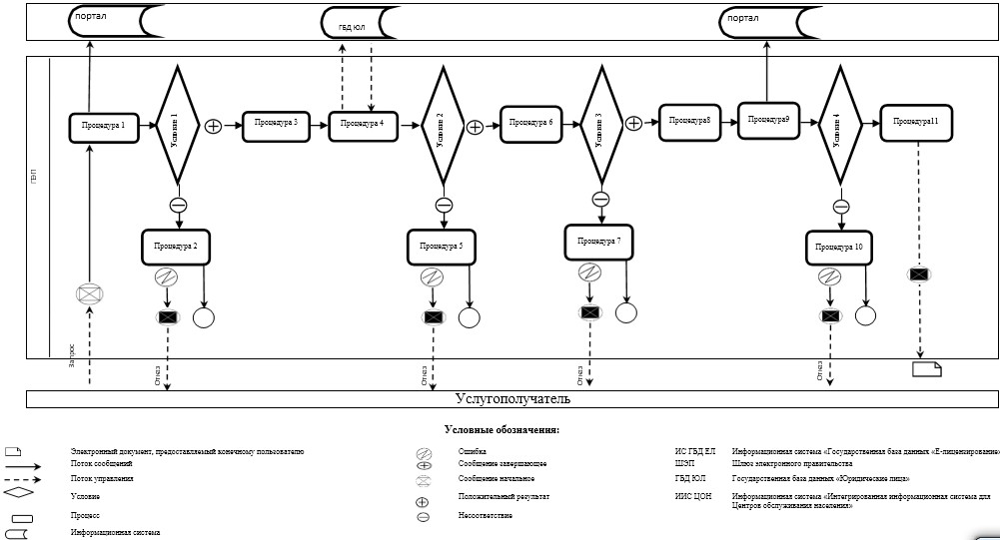 портал
ГБД ЮЛ
портал
Процедура 1
Условие 1
Процедура 3
Процедура 4
Условие 2
Процедура 6
Условие 3
Процедура8
Процедура9
Условие 4
Процедура11
ПЭП
Процедура 2
Процедура 5
Процедура 7
Процедура 10
Запрос
Отказ
Отказ
Отказ
Отказ
Услугополучатель
Условные обозначения:
Электронный документ, предоставляемый конечному пользователю
Поток сообщений
Поток управления
Условие
Процесс
Информационная система
Ошибка
Сообщение завершающее
Сообщение начальное
Положительный результат
Несоответствие
ИС ГБД ЕЛ Информационная система «Государственная база данных «Е-лицензирование»
ШЭП Шлюз электронного правительства
ГБД ЮЛ Государственная база данных «Юридические лица»
ИИС ЦОН Информационная система «Интегрированная информационная система для
Центров обслуживания населения»